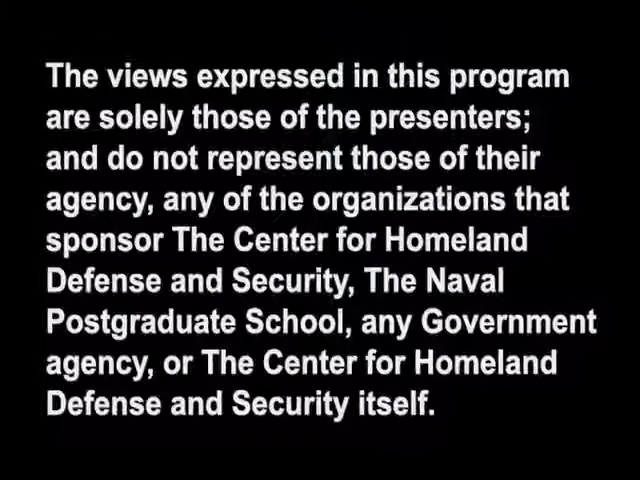 The views expressed in this program
are solely those of the presenters;
and do not represent those of their
agency, any of the organizations that
sponsor The Center for Homeland
Defense and Security, The Naval
Postgraduate School, any Government
agency, or The Center for Homeland
Defense and Security itself.